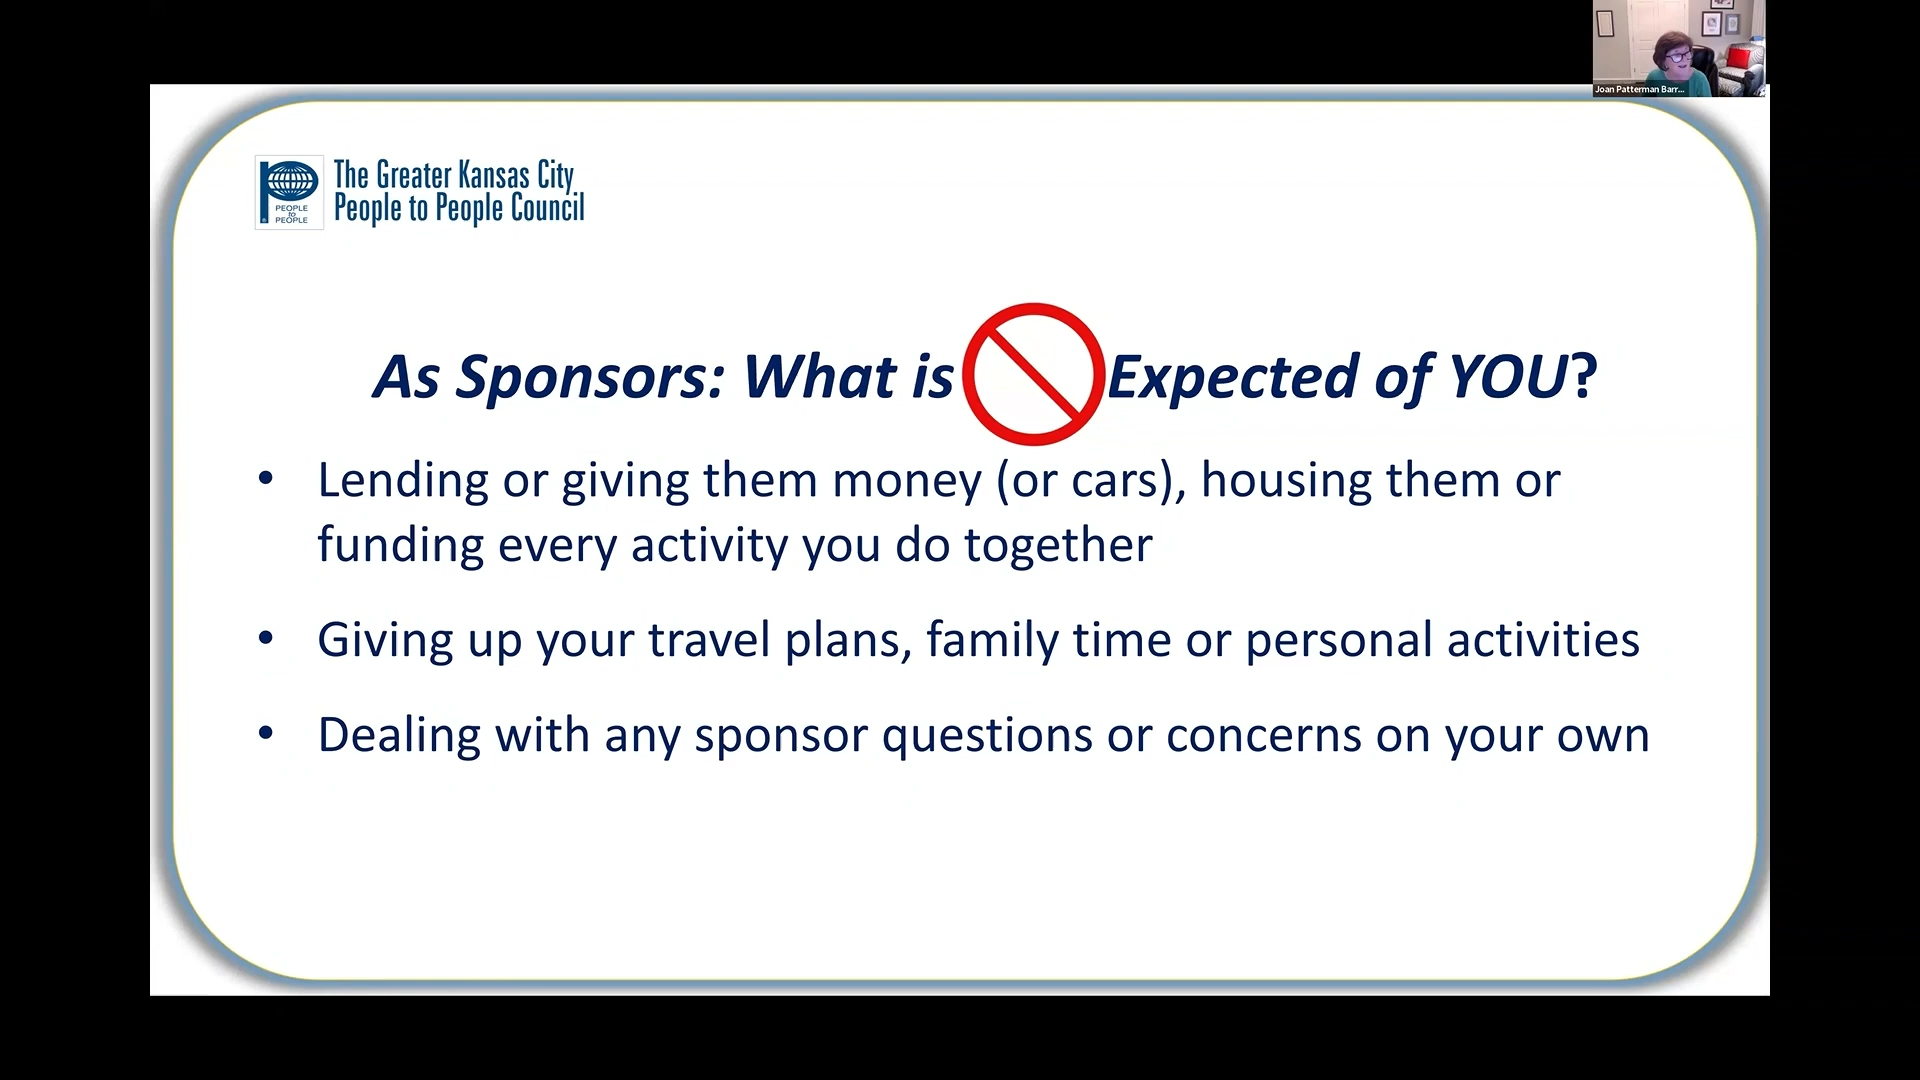 Joan Patterman Barr...
The Greater Kansas City
People to People Council
PEOPLE
to
PEOPLE
As Sponsors: What is Expected of YOU?
• Lending or giving them money (or cars), housing them or
funding every activity you do together
• Giving up your travel plans, family time or personal activities
• Dealing with any sponsor questions or concerns on your own